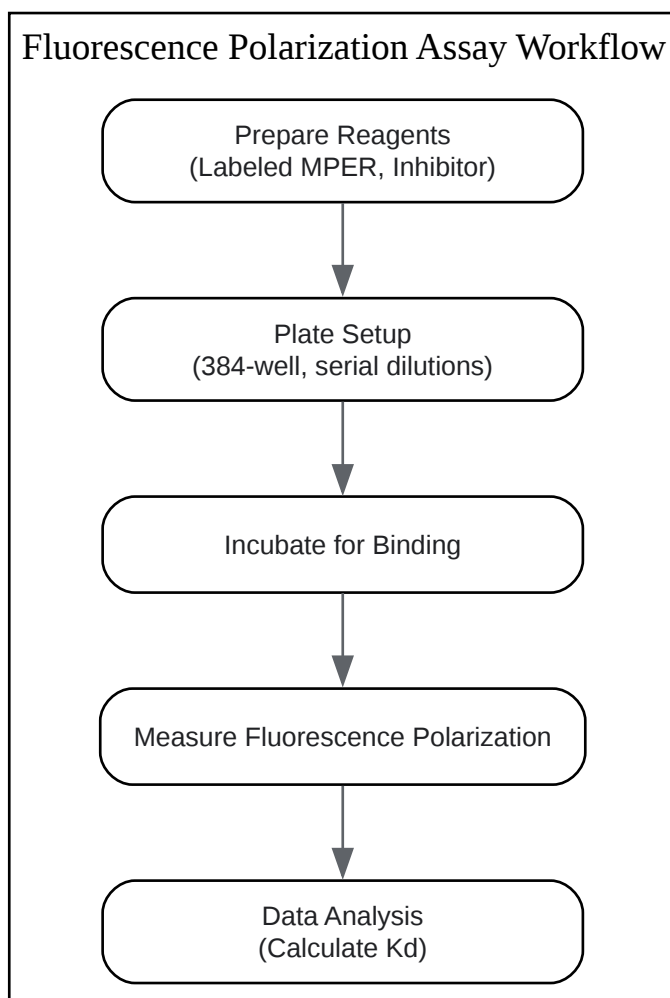 Fluorescence Polarization Assay Workflow
Prepare Reagents
(Labeled MPER, Inhibitor)
Plate Setup
(384-well, serial dilutions)
Incubate for Binding
Measure Fluorescence Polarization
Data Analysis
(Calculate Kd)